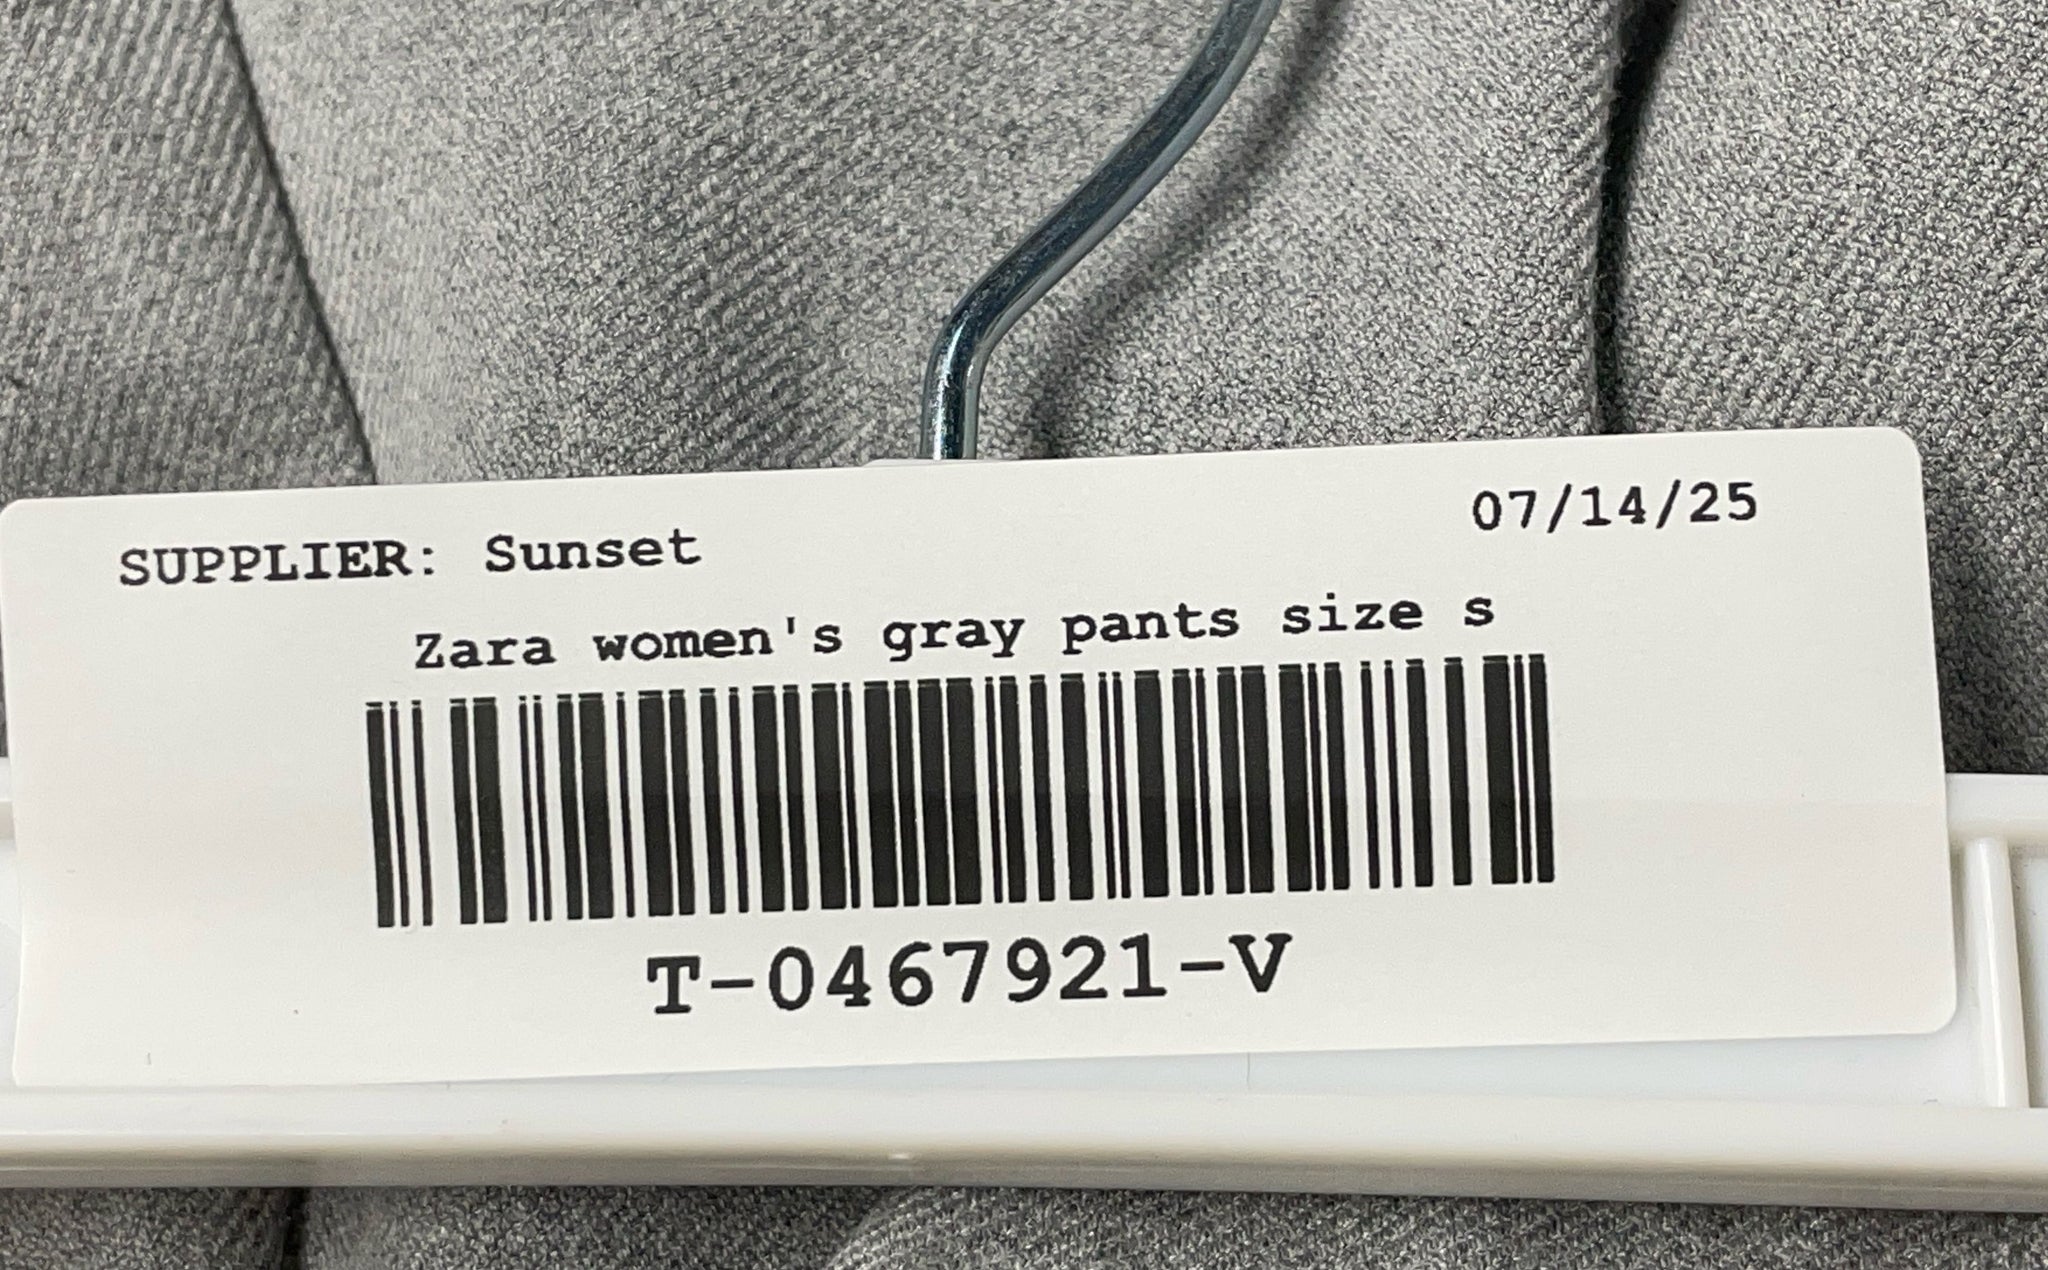 SUPPLIER: Sunset
07/14/25
Zara women's gray pants size s
T-0467921-V